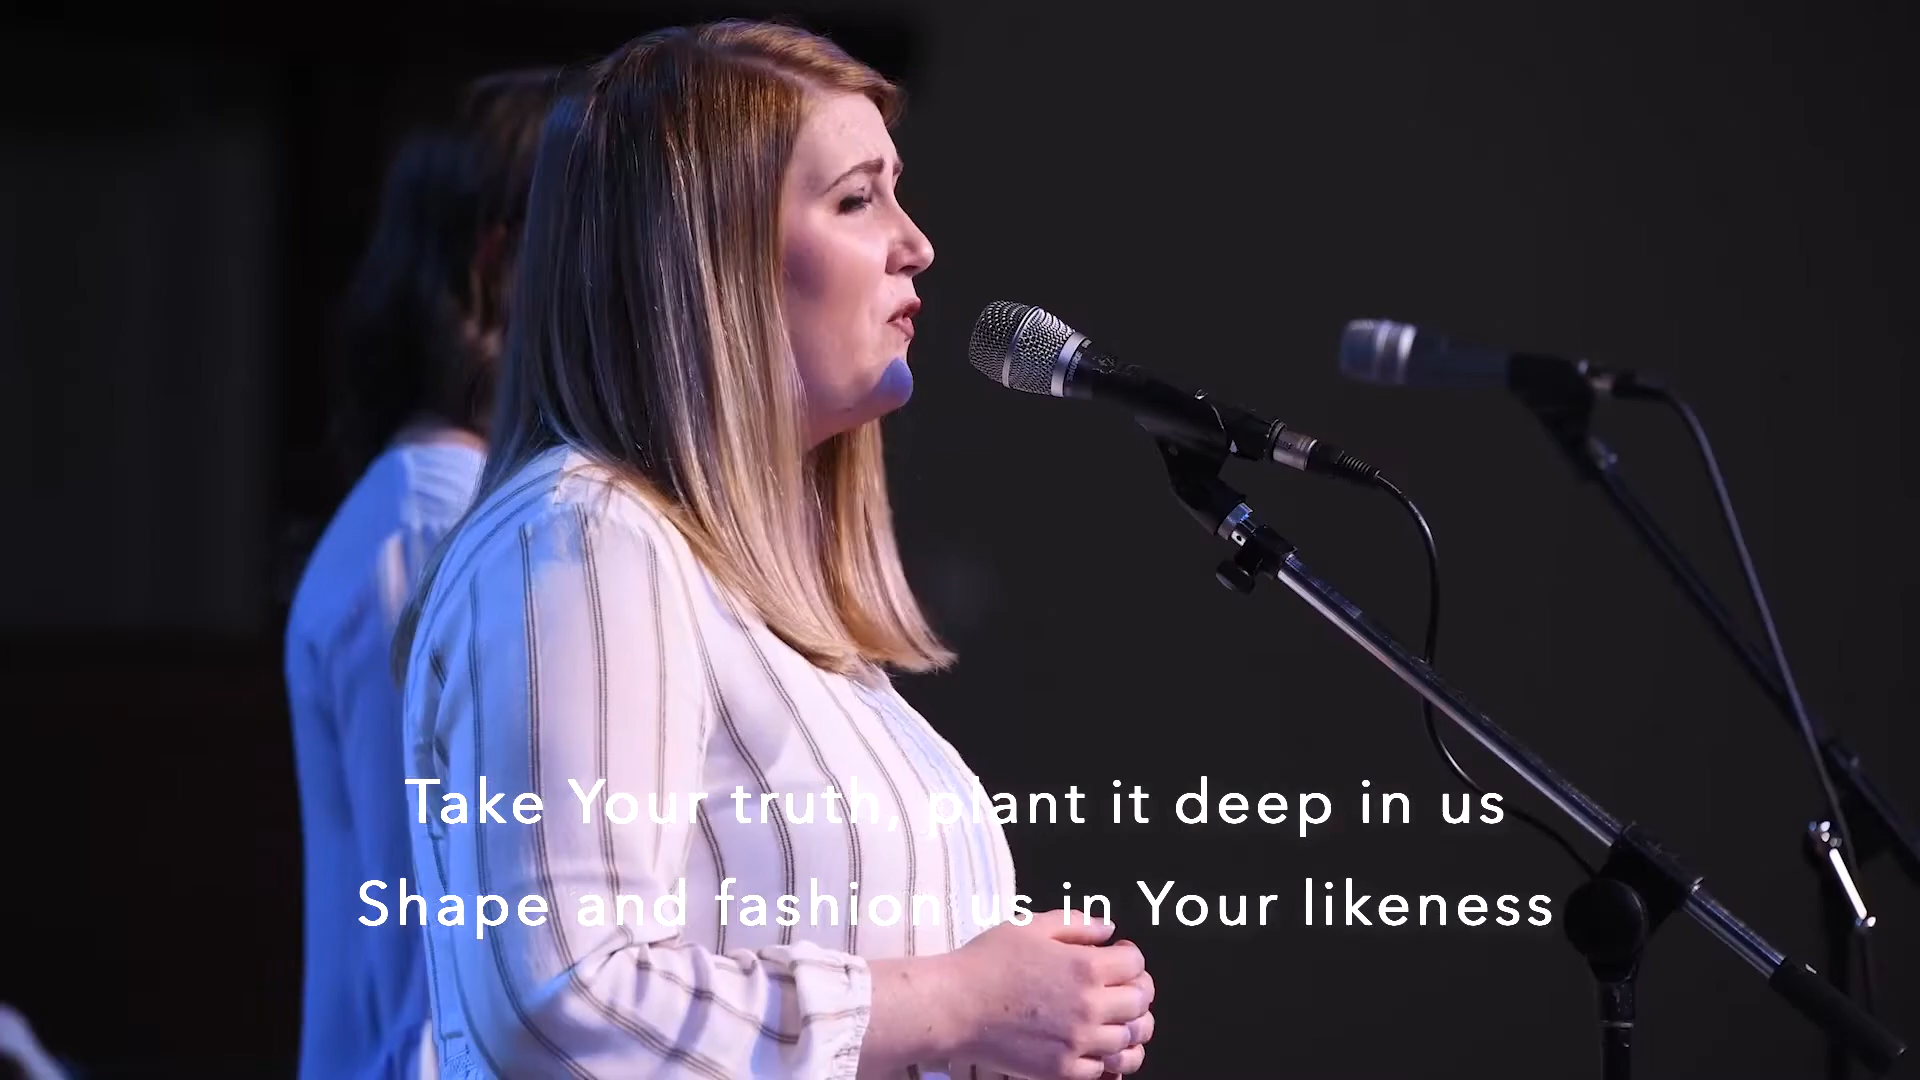 Take Your truth, plant it deep in us
Shape and fashion us in Your likeness